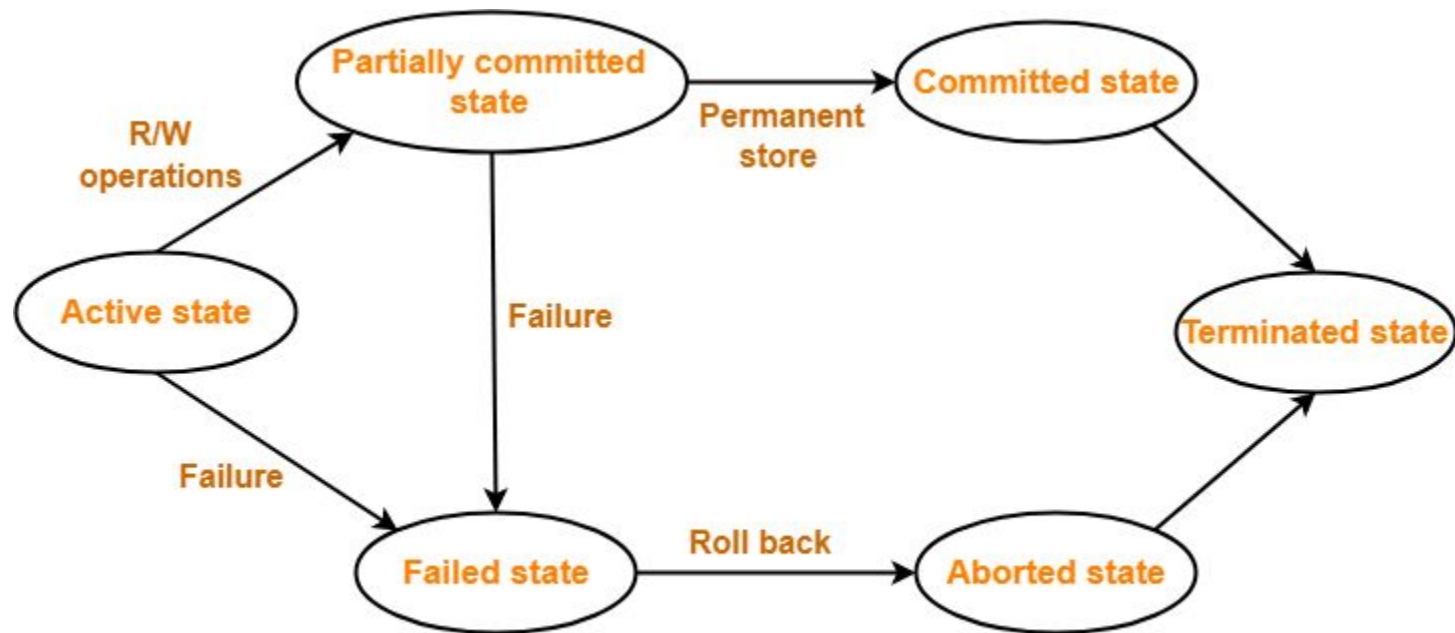 Partially committed
state
Committed state
R/W
operations
Permanent
store
Active state
Failure
Terminated state
Failure
Roll back
Failed state
Aborted state